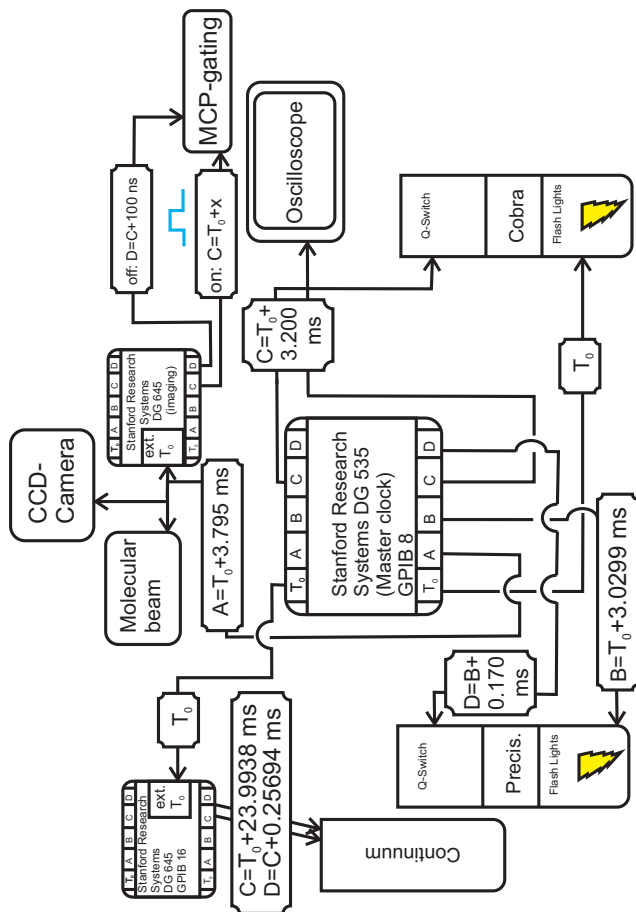 CCD-
Camera
Molecular
beam
T₀ A B C D
Stanford Research
Systems
DG 645
(imaging)
ext.
T₀
T₀ A B C D
off: D=C+100 ns
on: C=T₀+x
MCP-gating
Oscilloscope
A=T₀+3.795 ms
C=T₀+
3.200
ms
T₀
T₀ A B C D
Stanford Research
Systems
DG 645
GPIB 16
ext.
T₀
T₀ A B C D
C=T₀+23.9938 ms
D=C+0.25694 ms
Continuum
T₀ A B C D
Stanford Research
Systems DG 535
(Master clock)
GPIB 8
T₀ A B C D
Q-Switch
Cobra
Flash Lights
T₀
D=B+
0.170
ms
B=T₀+3.0299 ms
Q-Switch
Precis.
Flash Lights